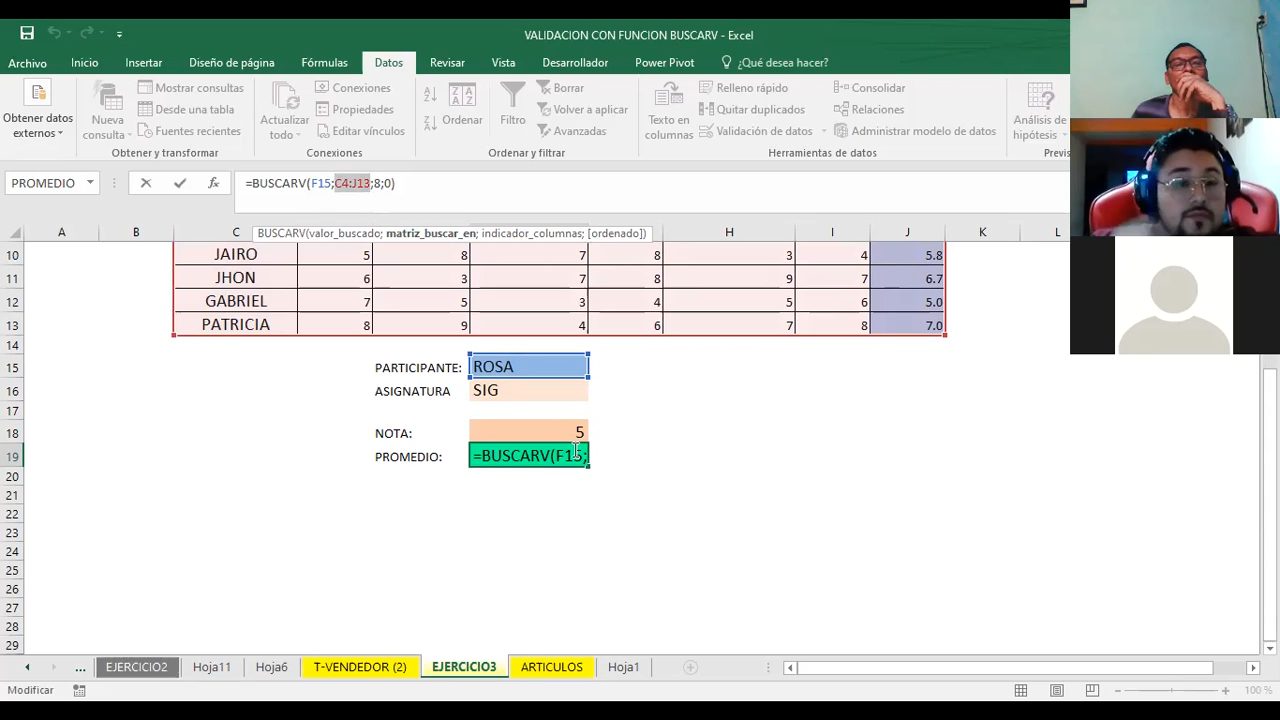 VALIDACION CON FUNCION BUSCARV - Excel
Archivo Inicio Insertar Diseño de página Fórmulas Datos Revisar Vista Desarrollador Power Pivot ¿Qué desea hacer?
Obtener datos externos
Nueva consulta
Mostrar consultas
Desde una tabla
Fuentes recientes
Obtener y transformar
Actualizar todo
Conexiones
Propiedades
Editar vínculos
Conexiones
Ordenar
Filtro
Borrar
Volver a aplicar
Avanzadas
Ordenar y filtrar
Texto en columnas
Relleno rápido
Quitar duplicados
Validación de datos
Consolidar
Relaciones
Administrar modelo de datos
Herramientas de datos
Análisis de hipótesis
Previs
PROMEDIO fx =BUSCARV(F15;C4:J13;8;0)
BUSCARV(valor_buscado; matriz_buscar_en; indicador_columnas; [ordenado])
A B C H I J K L
10 JAIRO 5 8 7 8 3 4 5.8
11 JHON 6 3 7 8 9 7 6.7
12 GABRIEL 7 5 3 4 5 6 5.0
13 PATRICIA 8 9 4 6 7 8 7.0
14
15 PARTICIPANTE: ROSA
16 ASIGNATURA SIG
17
18 NOTA: 5
19 PROMEDIO: =BUSCARV(F15;
20
21
22
23
24
25
26
27
28
29
... EJERCICIO2 Hoja11 Hoja6 T-VENDEDOR (2) EJERCICIO3 ARTICULOS Hoja1
Modificar 100 %